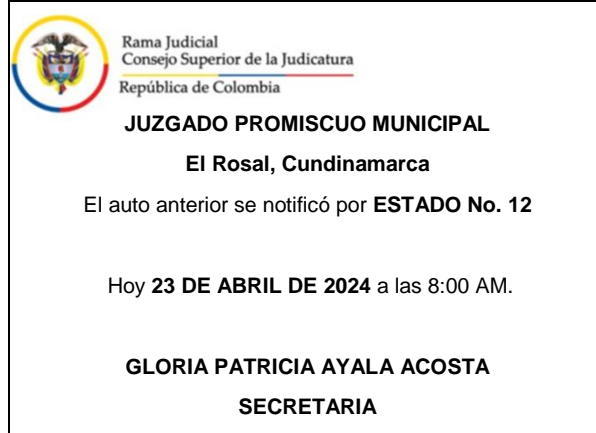 Rama Judicial
Consejo Superior de la Judicatura
República de Colombia
JUZGADO PROMISCUO MUNICIPAL
El Rosal, Cundinamarca
El auto anterior se notificó por ESTADO No. 12
Hoy 23 DE ABRIL DE 2024 a las 8:00 AM.
GLORIA PATRICIA AYALA ACOSTA
SECRETARIA